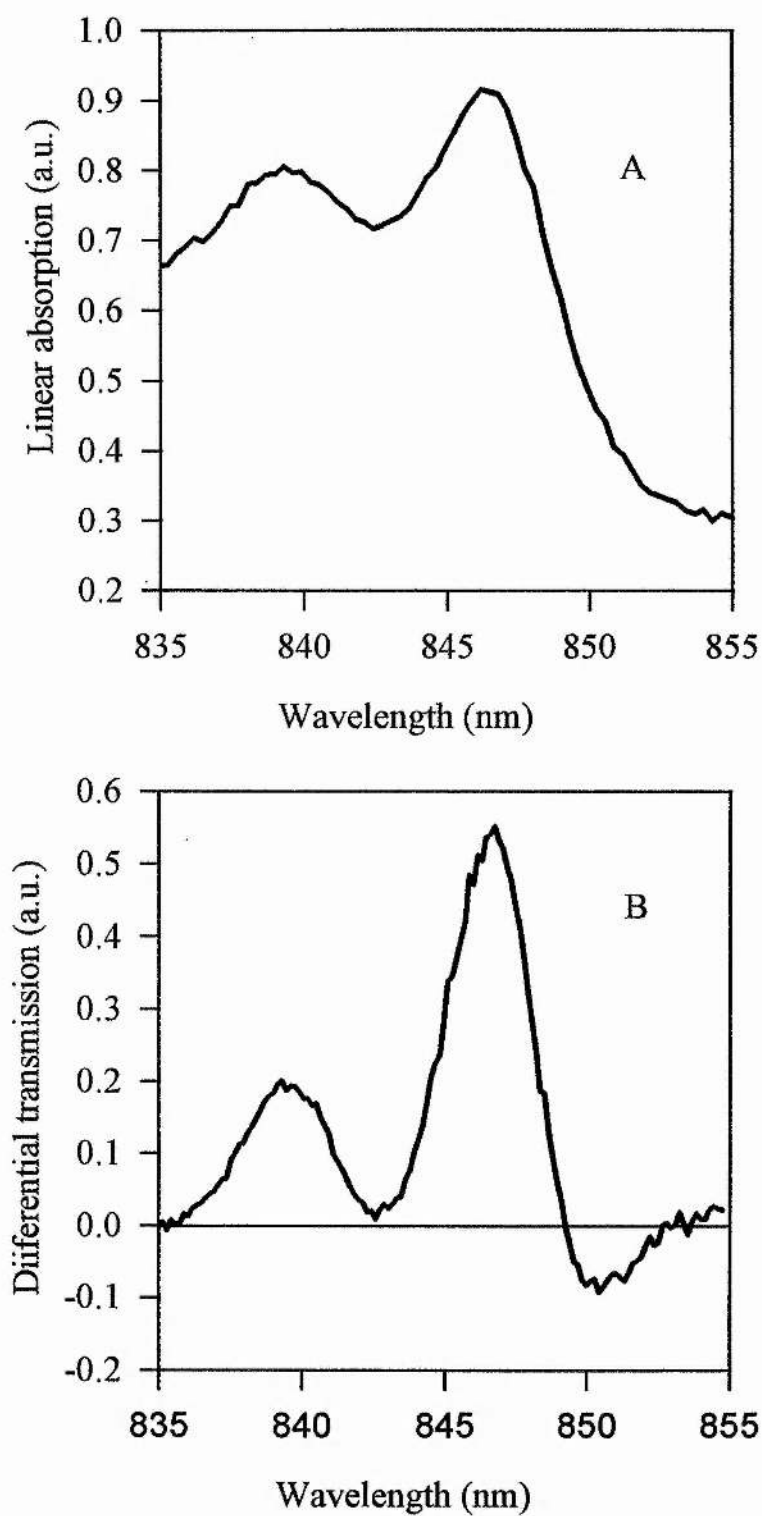 1.0
0.9
0.8
0.7
0.6
0.5
0.4
0.3
0.2
Linear absorption (a.u.)
A
835 840 845 850 855
Wavelength (nm)
0.6
0.5
0.4
0.3
0.2
0.1
0.0
-0.1
-0.2
Diifferential transmission (a.u.)
B
835 840 845 850 855
Wavelength (nm)